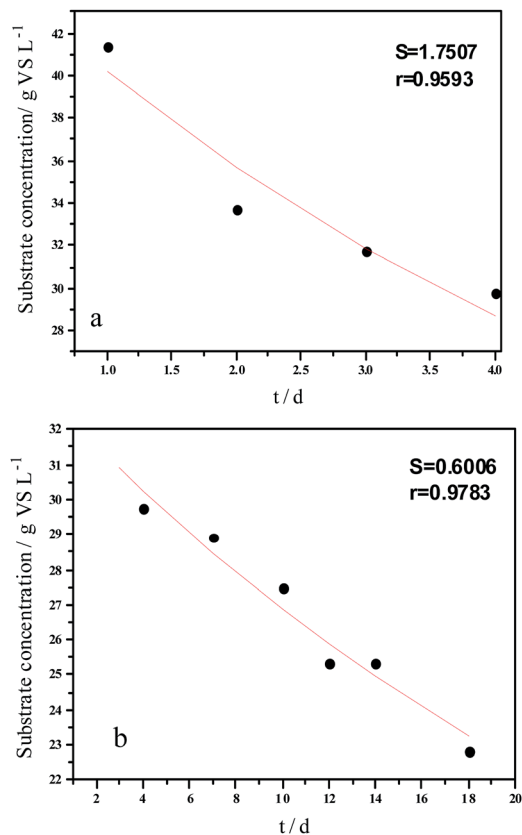 42
40
38
36
34
32
30
28
Substrate concentration/ g VS L⁻¹
S=1.7507
r=0.9593
a
1.0 1.5 2.0 2.5 3.0 3.5 4.0
t / d
32
31
30
29
28
27
26
25
24
23
22
Substrate concentration / g VS L⁻¹
S=0.6006
r=0.9783
b
2 4 6 8 10 12 14 16 18 20
t / d